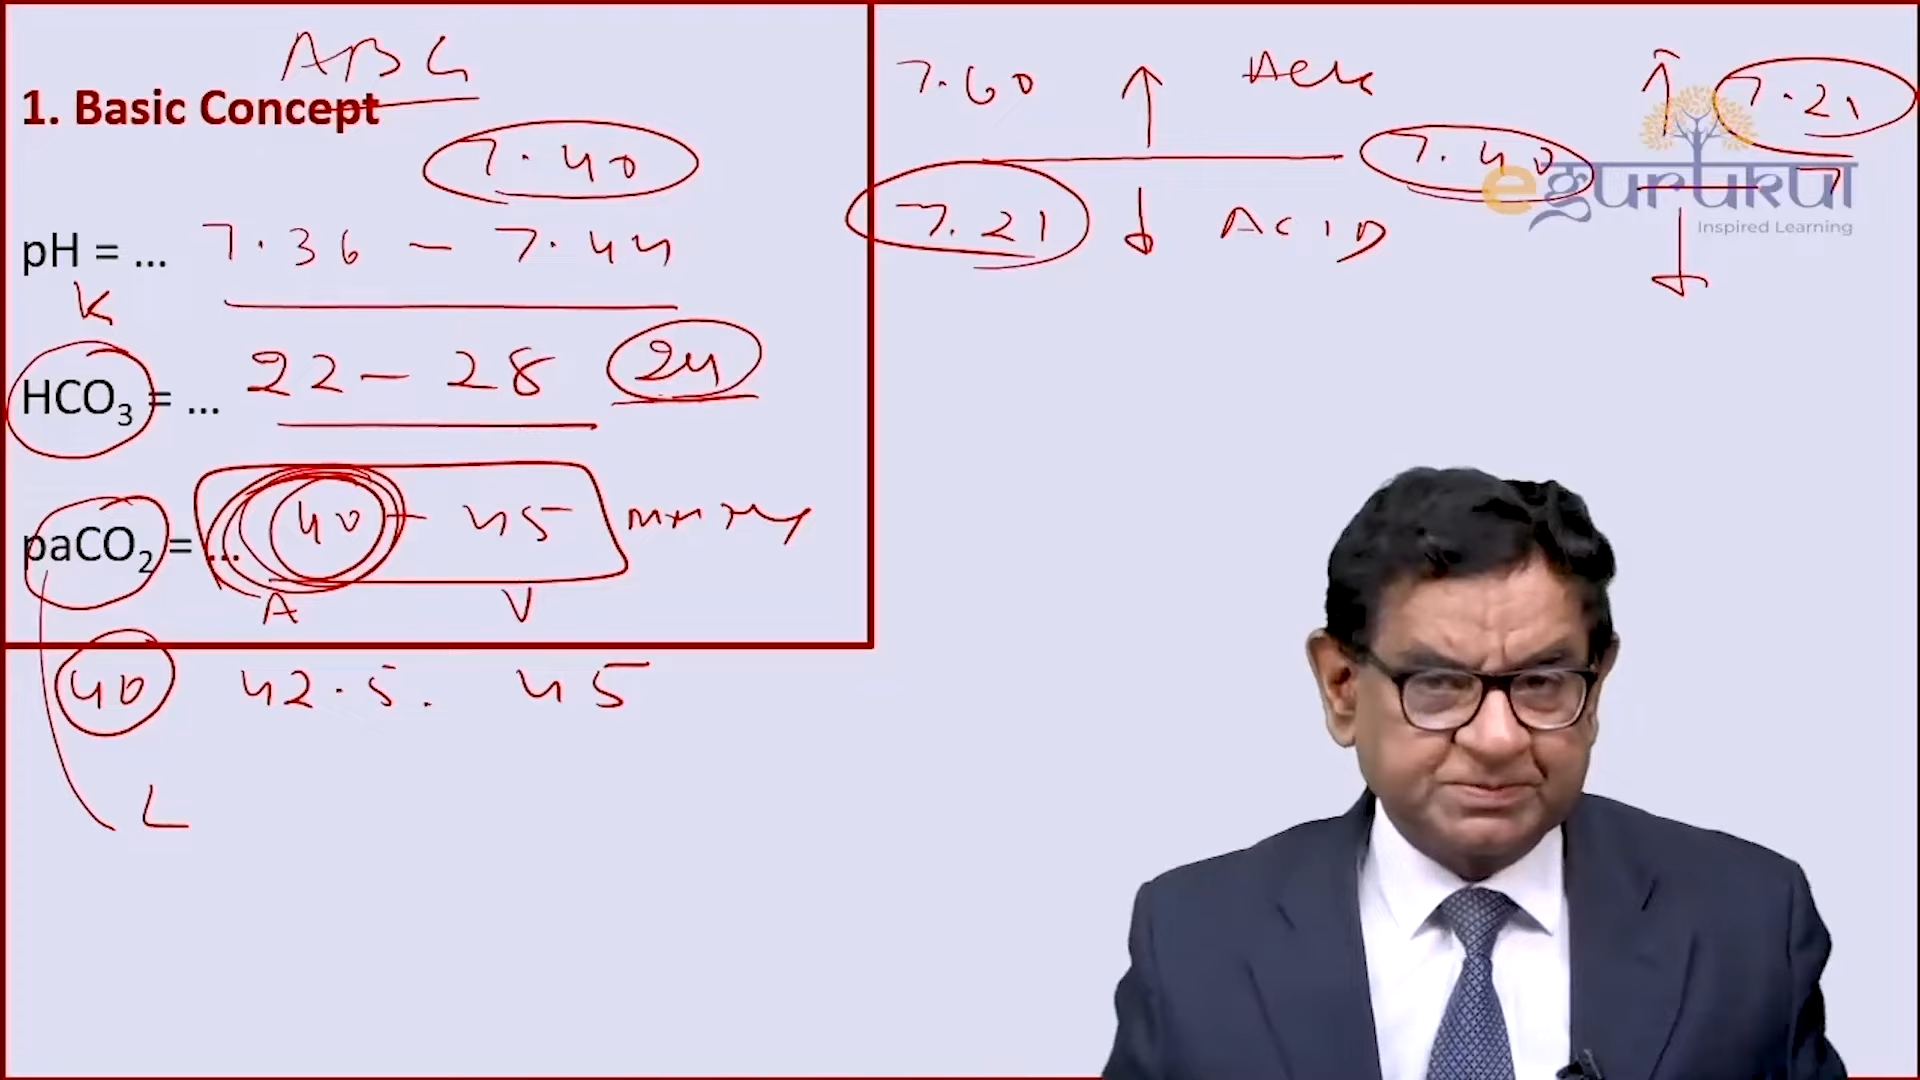 ABG
1. Basic Concept
7.40
pH = ... 7.36 - 7.44
K
HCO₃ = ... 22 - 28 24
paCO₂ = ... 40 - 45 mmHg
A V
40 42.5. 45
L
7.60 ↑ ↑ 7.21
7.40
7.21 ↓ ACID ↓
egurukul
Inspired Learning